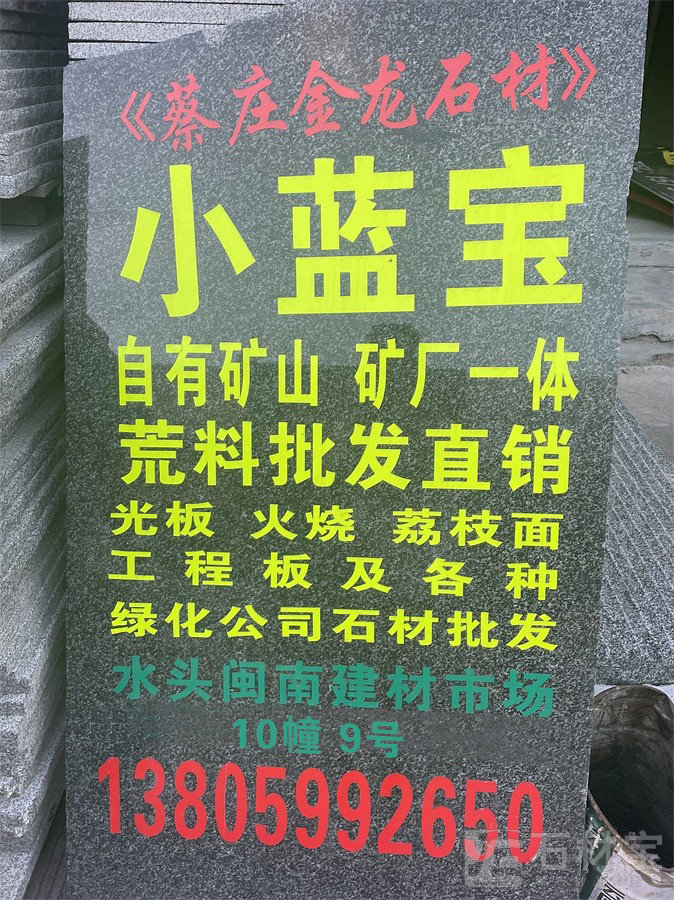 《蔡庄金龙石材》
小蓝宝
自有矿山 矿厂一体
荒料批发直销
光板 火烧 荔枝面
工程板及各种
绿化公司石材批发
水头闽南建材市场
10幢 9号
13805992650
石材宝